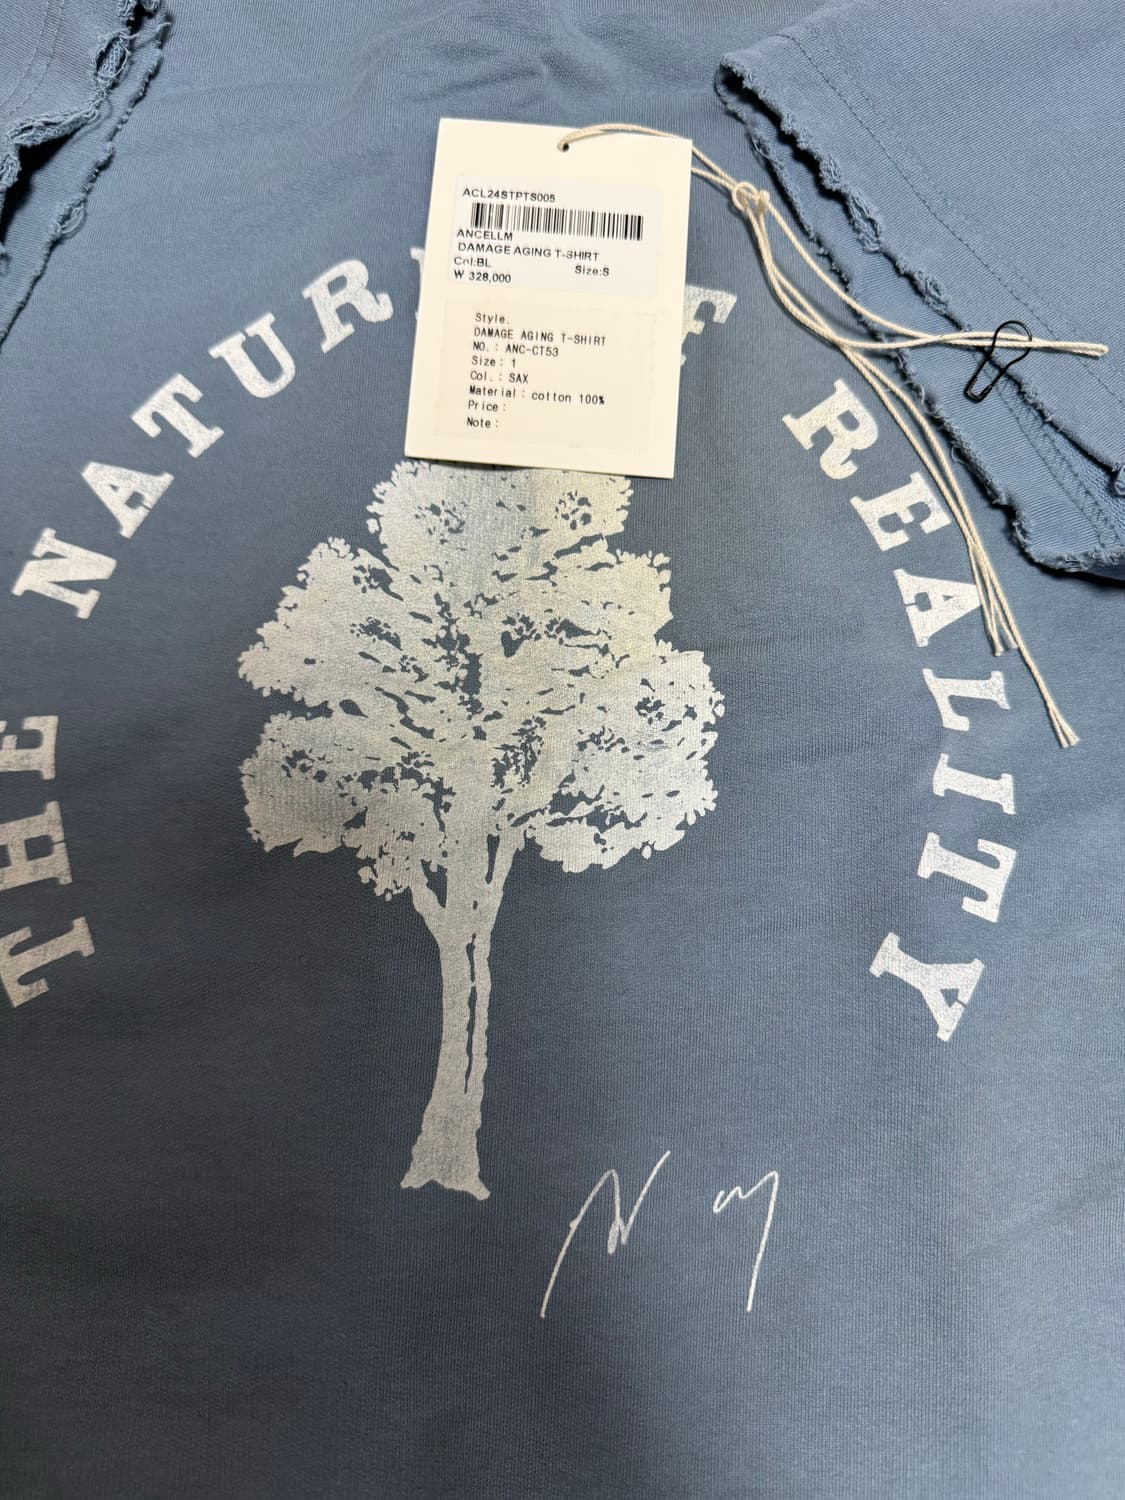 ACL24STPTS005
ANCELLM
DAMAGE AGING T-SHIRT
Col:BL Size:S
₩ 328,000
Style.
DAMAGE AGING T-SHIRT
NO. : ANC-CT53
Size : 1
Col. : SAX
Material : cotton 100%
Price :
Note :
THE NATUR
REALITY